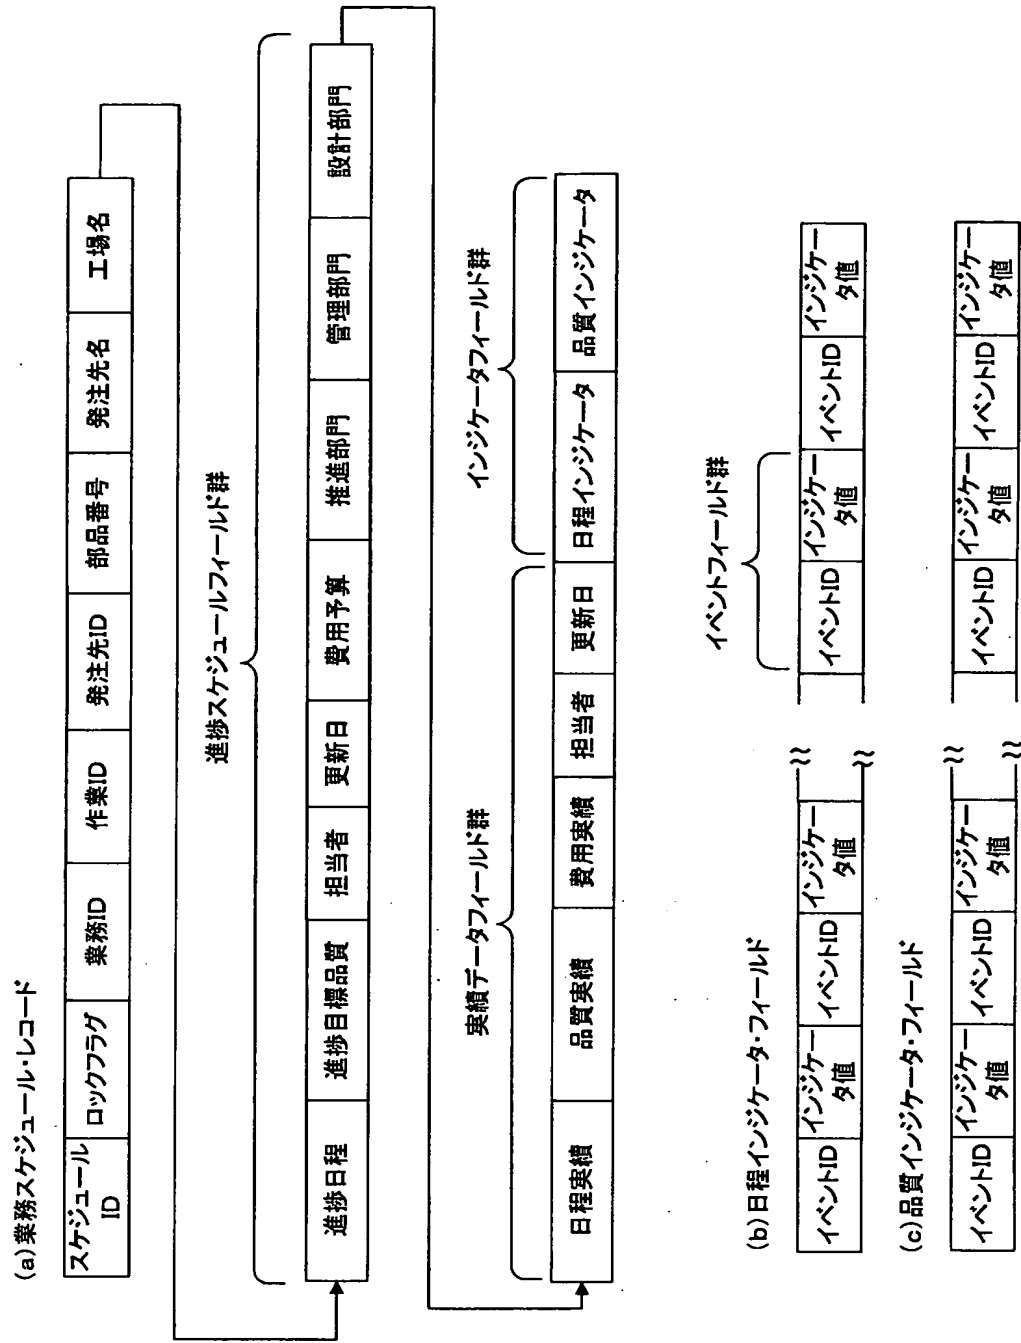 (a)業務スケジュール・レコード
スケジュール
ID
ロックフラグ
業務ID
作業ID
発注先ID
部品番号
発注先名
工場名
進捗スケジュールフィールド群
進捗日程
進捗目標品質
担当者
更新日
費用予算
推進部門
管理部門
設計部門
実績データフィールド群
インジケータフィールド群
日程実績
品質実績
費用実績
担当者
更新日
日程インジケータ
品質インジケータ
(b)日程インジケータ・フィールド
イベントフィールド群
イベントID
インジケー
タ値
イベントID
インジケー
タ値
イベントID
インジケー
タ値
イベントID
インジケー
タ値
(c)品質インジケータ・フィールド
イベントID
インジケー
タ値
イベントID
インジケー
タ値
イベントID
インジケー
タ値
イベントID
インジケー
タ値